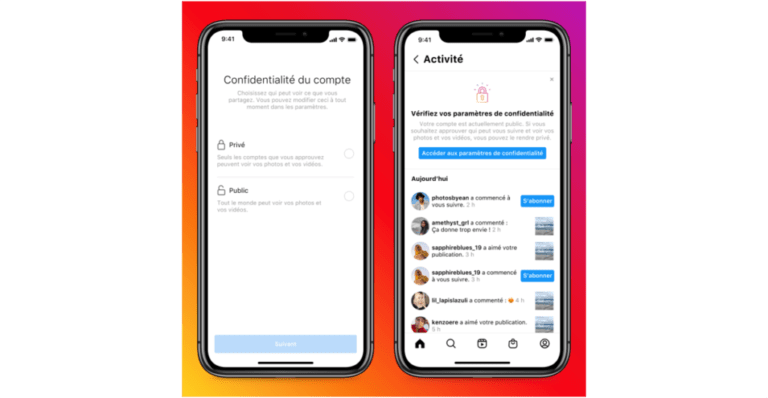 9:41
Confidentialité du compte
Choisissez qui peut voir ce que vous
partagez. Vous pouvez modifier ceci à tout
moment dans les paramètres.
Privé
Seuls les comptes que vous approuvez
peuvent voir vos photos et vos vidéos.
Public
Tout le monde peut voir vos photos et
vos vidéos.
Suivant
9:41
Activité
Vérifiez vos paramètres de confidentialité
Votre compte est actuellement public. Si vous
souhaitez approuver qui peut vous suivre et voir vos
photos et vos vidéos, vous pouvez le rendre privé.
Accéder aux paramètres de confidentialité
Aujourd'hui
photosbyean a commencé à
vous suivre. 2 h
S'abonner
amethyst_grl a commenté :
Ça donne trop envie ! 2 h
sapphireblues_19 a aimé votre
publication. 3 h
sapphireblues_19 a commencé
à vous suivre. 3 h
S'abonner
lil_lapislazuli a commenté : 😍 4 h
kenzoere a aimé votre publication.
6 h